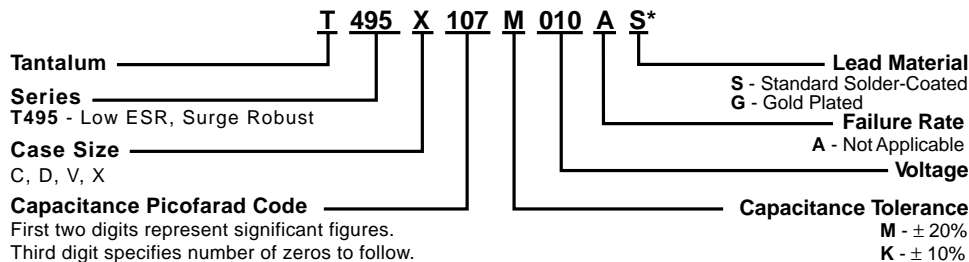 T 495 X 107 M 010 A S*
Tantalum
Series
T495 - Low ESR, Surge Robust
Case Size
C, D, V, X
Capacitance Picofarad Code
First two digits represent significant figures.
Third digit specifies number of zeros to follow.
Lead Material
S - Standard Solder-Coated
G - Gold Plated
Failure Rate
A - Not Applicable
Voltage
Capacitance Tolerance
M - ± 20%
K - ± 10%